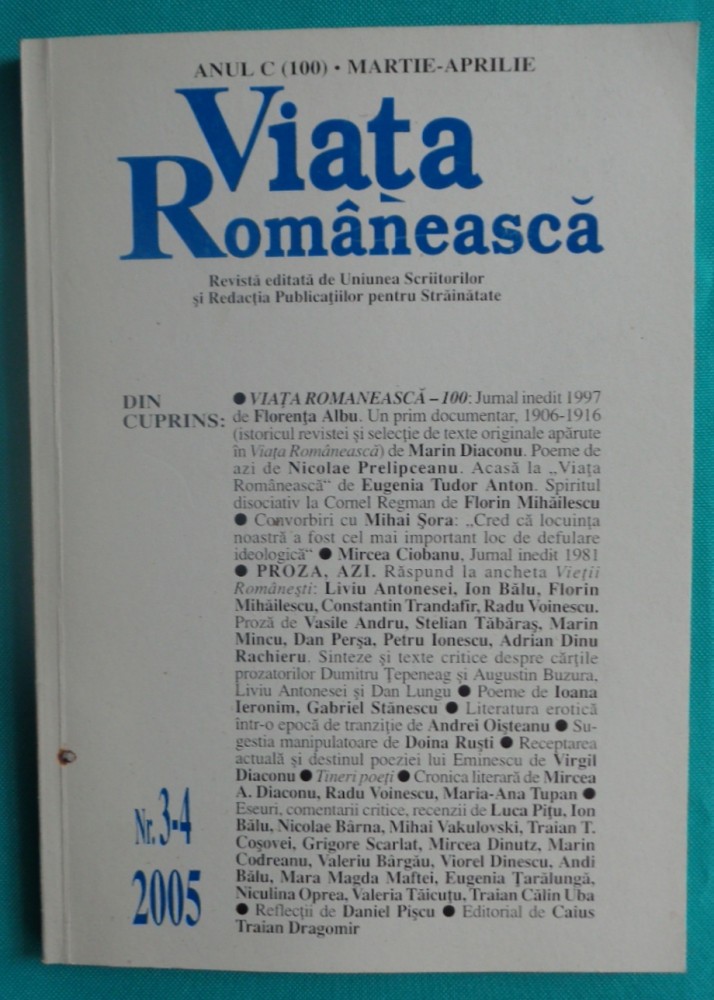 ANUL C (100) • MARTIE-APRILIE
Viața
Românească
Revistă editată de Uniunea Scriitorilor
și Redacția Publicațiilor pentru Străinătate
DIN
CUPRINS:
● VIAȚA ROMANEASCĂ – 100: Jurnal inedit 1997
de Florența Albu. Un prim documentar, 1906-1916
(istoricul revistei și selecție de texte originale apărute
în Viața Românească) de Marin Diaconu. Poeme de
azi de Nicolae Prelipceanu. Acasă la „Viața
Românească“ de Eugenia Tudor Anton. Spiritul
disociativ la Cornel Regman de Florin Mihăilescu
● Convorbiri cu Mihai Șora: „Cred că locuința
noastră a fost cel mai important loc de defulare
ideologică“ ● Mircea Ciobanu, Jurnal inedit 1981
● PROZA, AZI. Răspund la ancheta Vieții
Românești: Liviu Antonesei, Ion Bălu, Florin
Mihăilescu, Constantin Trandafir, Radu Voinescu.
Proză de Vasile Andru, Stelian Tăbăraș, Marin
Mincu, Dan Perșa, Petru Ionescu, Adrian Dinu
Rachieru. Sinteze și texte critice despre cărțile
prozatorilor Dumitru Țepeneag și Augustin Buzura,
Liviu Antonesei și Dan Lungu ● Poeme de Ioana
Ieronim, Gabriel Stănescu ● Literatura erotică
într-o epocă de tranziție de Andrei Oișteanu ● Su-
gestia manipulatoare de Doina Ruști ● Receptarea
actuală și destinul poeziei lui Eminescu de Virgil
Diaconu ● Tineri poeți ● Cronica literară de Mircea
A. Diaconu, Radu Voinescu, Maria-Ana Tupan ●
Eseuri, comentarii critice, recenzii de Luca Pițu, Ion
Bălu, Nicolae Bârna, Mihai Vakulovski, Traian T.
Coșovei, Grigore Scarlat, Mircea Dinutz, Marin
Codreanu, Valeriu Bârgău, Viorel Dinescu, Andi
Bălu, Mara Magda Maftei, Eugenia Țarălungă,
Niculina Oprea, Valeria Tăicuțu, Traian Călin Uba
● Reflecții de Daniel Pișcu ● Editorial de Caius
Traian Dragomir
Nr. 3-4
2005